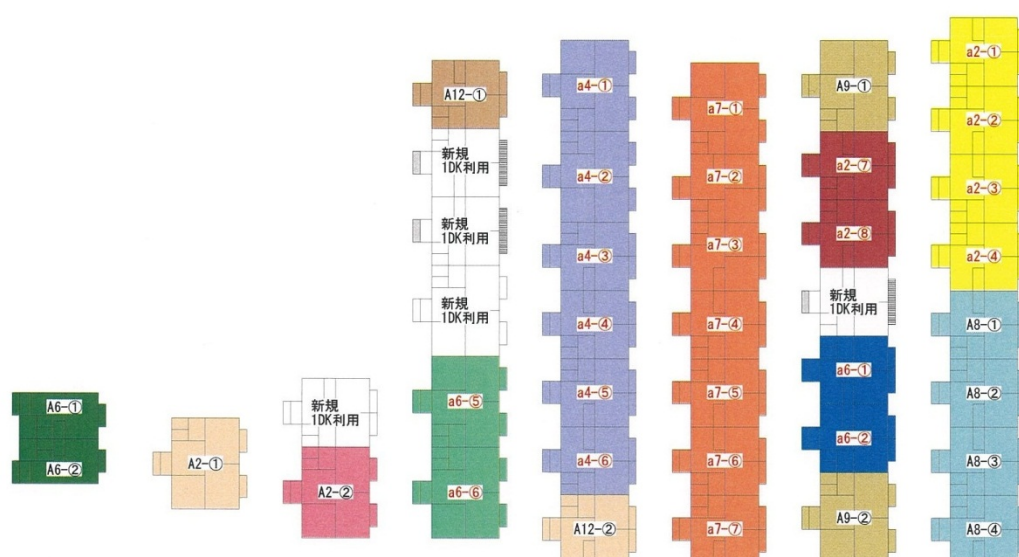 A6-①
A6-②
A2-①
新規
1DK利用
A2-②
A12-①
新規
1DK利用
新規
1DK利用
新規
1DK利用
a6-⑤
a6-⑥
a4-①
a4-②
a4-③
a4-④
a4-⑤
a4-⑥
A12-②
a7-①
a7-②
a7-③
a7-④
a7-⑤
a7-⑥
a7-⑦
A9-①
a2-⑦
a2-⑧
新規
1DK利用
a6-①
a6-②
A9-②
a2-①
a2-②
a2-③
a2-④
A8-①
A8-②
A8-③
A8-④